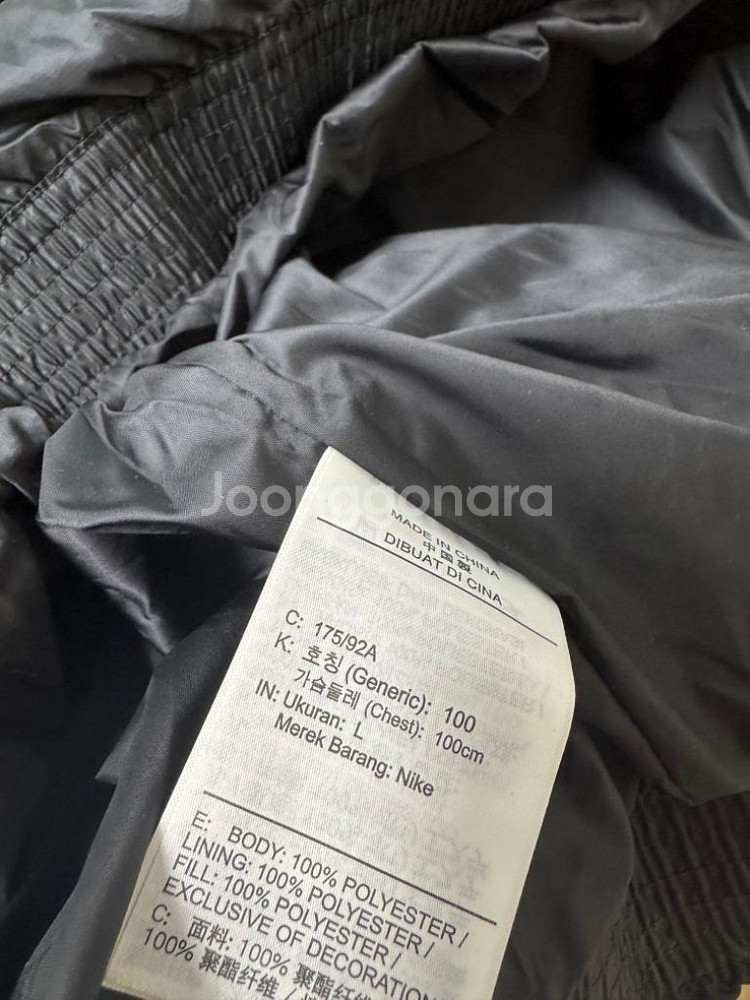 Joonggonara
MADE IN CHINA
中国製
DIBUAT DI CINA
C: 175/92A
K: 호칭 (Generic): 100
가슴둘레 (Chest): 100cm
IN: Ukuran: L
Merek Barang: Nike
E: BODY: 100% POLYESTER /
LINING: 100% POLYESTER /
FILL: 100% POLYESTER /
EXCLUSIVE OF DECORATION
C: 面料: 100% 聚酯纤维
100% 聚酯纤维 /